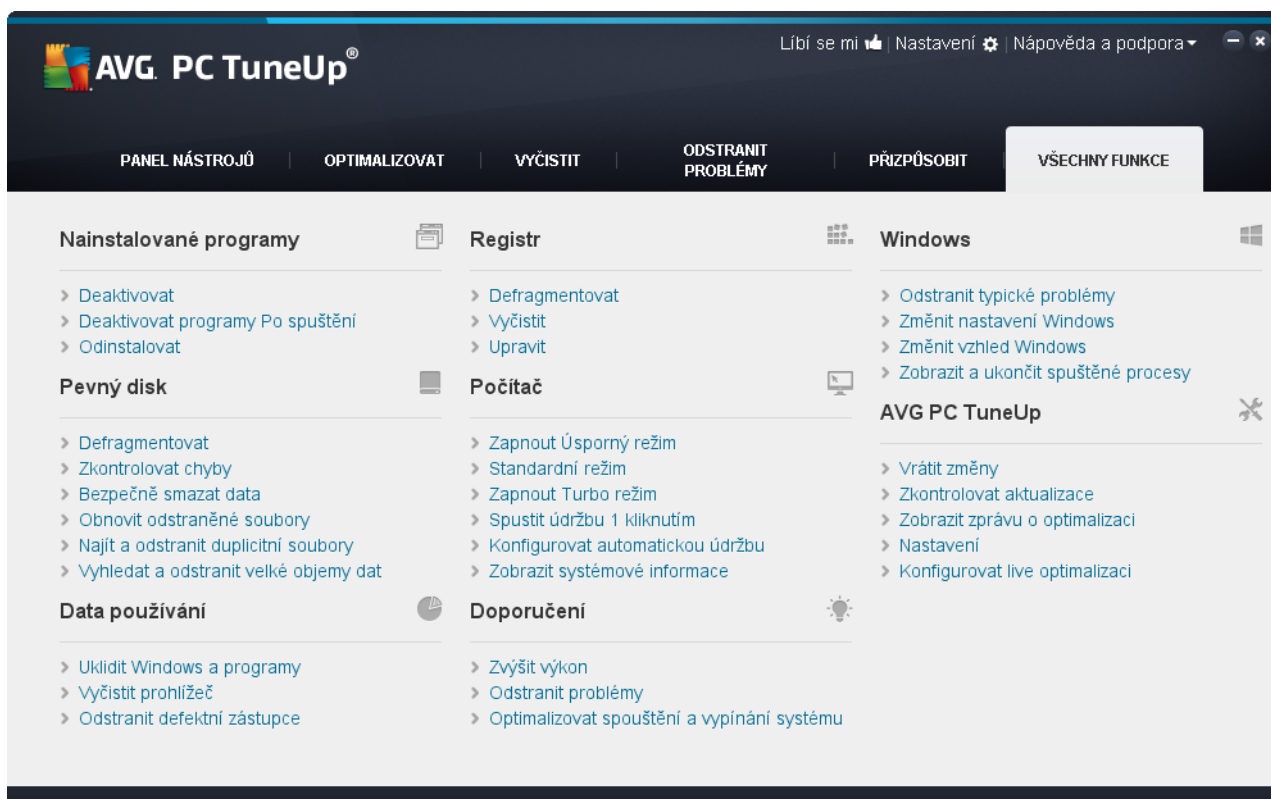 Líbí se mi | Nastavení | Nápověda a podpora
AVG. PC TuneUp®
PANEL NÁSTROJŮ
OPTIMALIZOVAT
VYČISTIT
ODSTRANIT
PROBLÉMY
PŘIZPŮSOBIT
VŠECHNY FUNKCE
Nainstalované programy
Deaktivovat
Deaktivovat programy Po spuštění
Odinstalovat
Pevný disk
Defragmentovat
Zkontrolovat chyby
Bezpečně smazat data
Obnovit odstraněné soubory
Najít a odstranit duplicitní soubory
Vyhledat a odstranit velké objemy dat
Data používání
Uklidit Windows a programy
Vyčistit prohlížeč
Odstranit defektní zástupce
Registr
Defragmentovat
Vyčistit
Upravit
Počítač
Zapnout Úsporný režim
Standardní režim
Zapnout Turbo režim
Spustit údržbu 1 kliknutím
Konfigurovat automatickou údržbu
Zobrazit systémové informace
Doporučení
Zvýšit výkon
Odstranit problémy
Optimalizovat spouštění a vypínání systému
Windows
Odstranit typické problémy
Změnit nastavení Windows
Změnit vzhled Windows
Zobrazit a ukončit spuštěné procesy
AVG PC TuneUp
Vrátit změny
Zkontrolovat aktualizace
Zobrazit zprávu o optimalizaci
Nastavení
Konfigurovat live optimalizaci